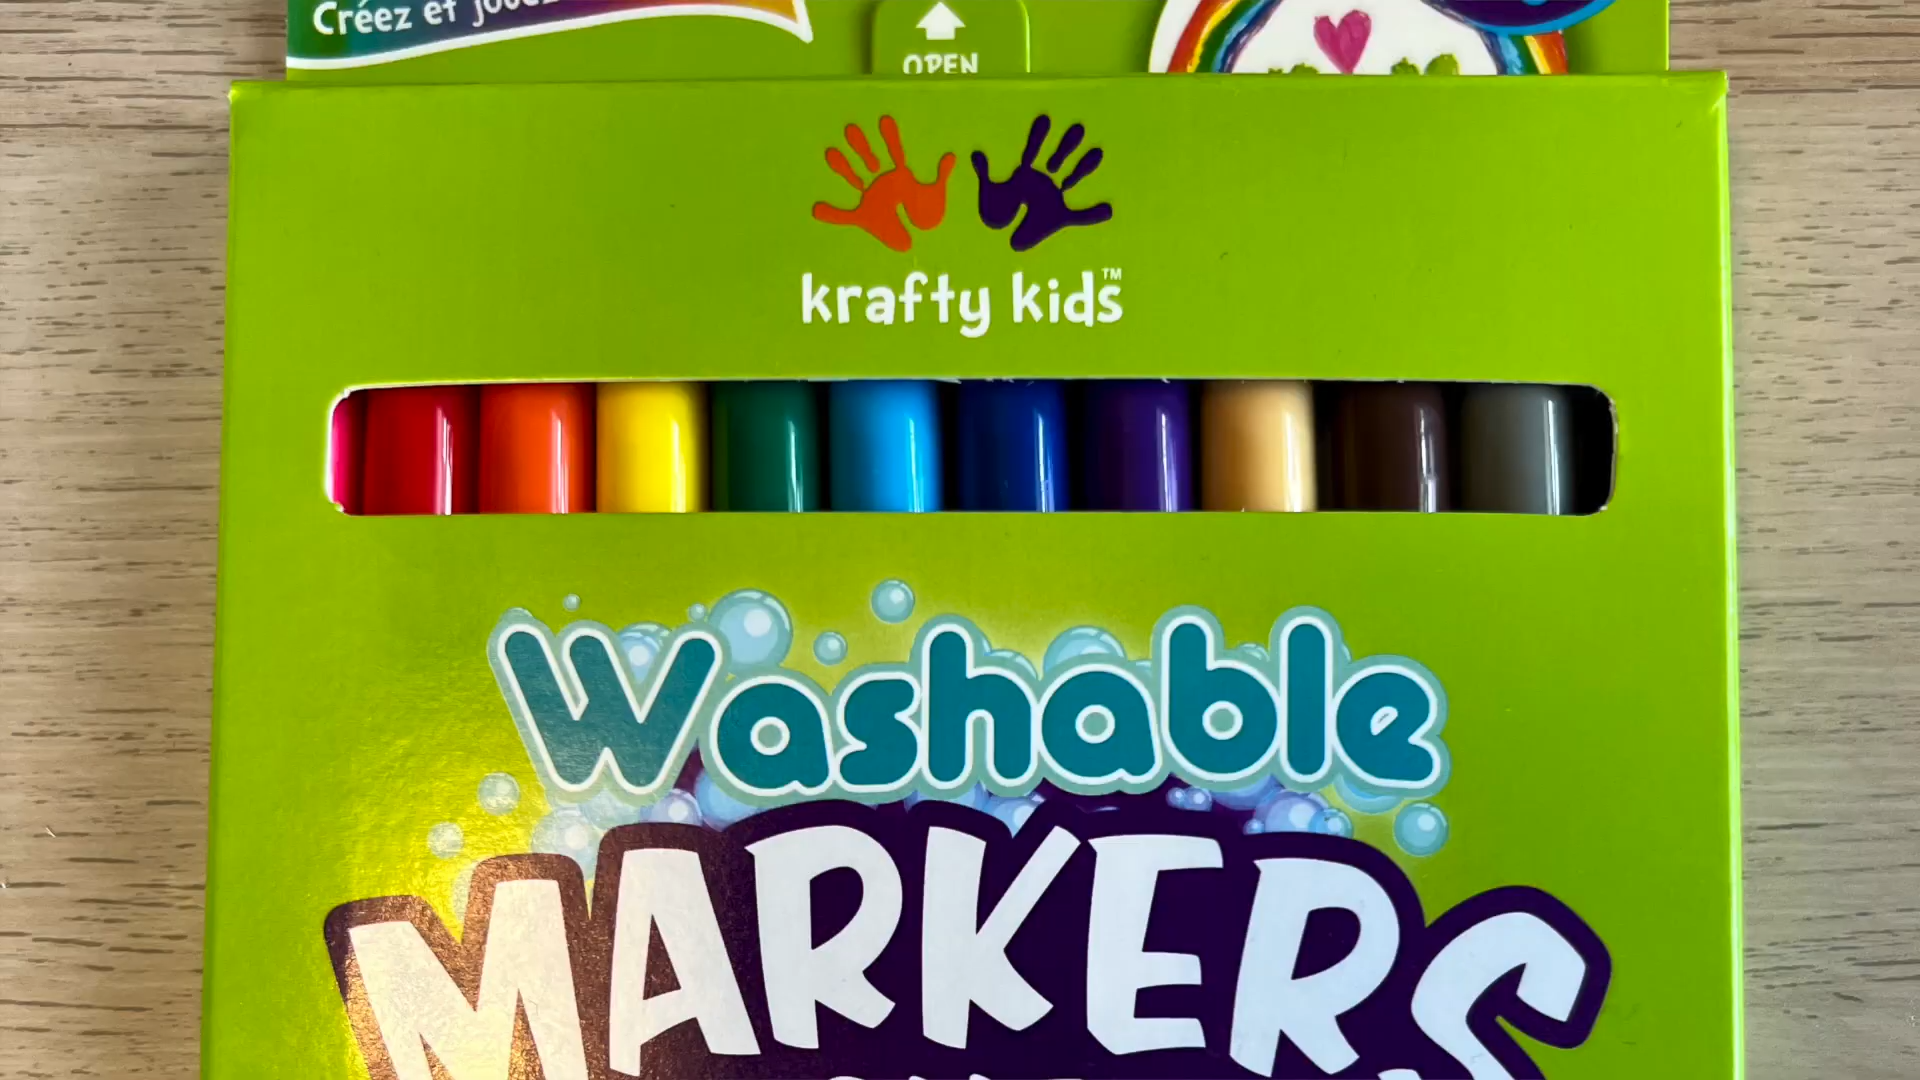 Créez et
OPEN
krafty kids™
Washable
MARKERS